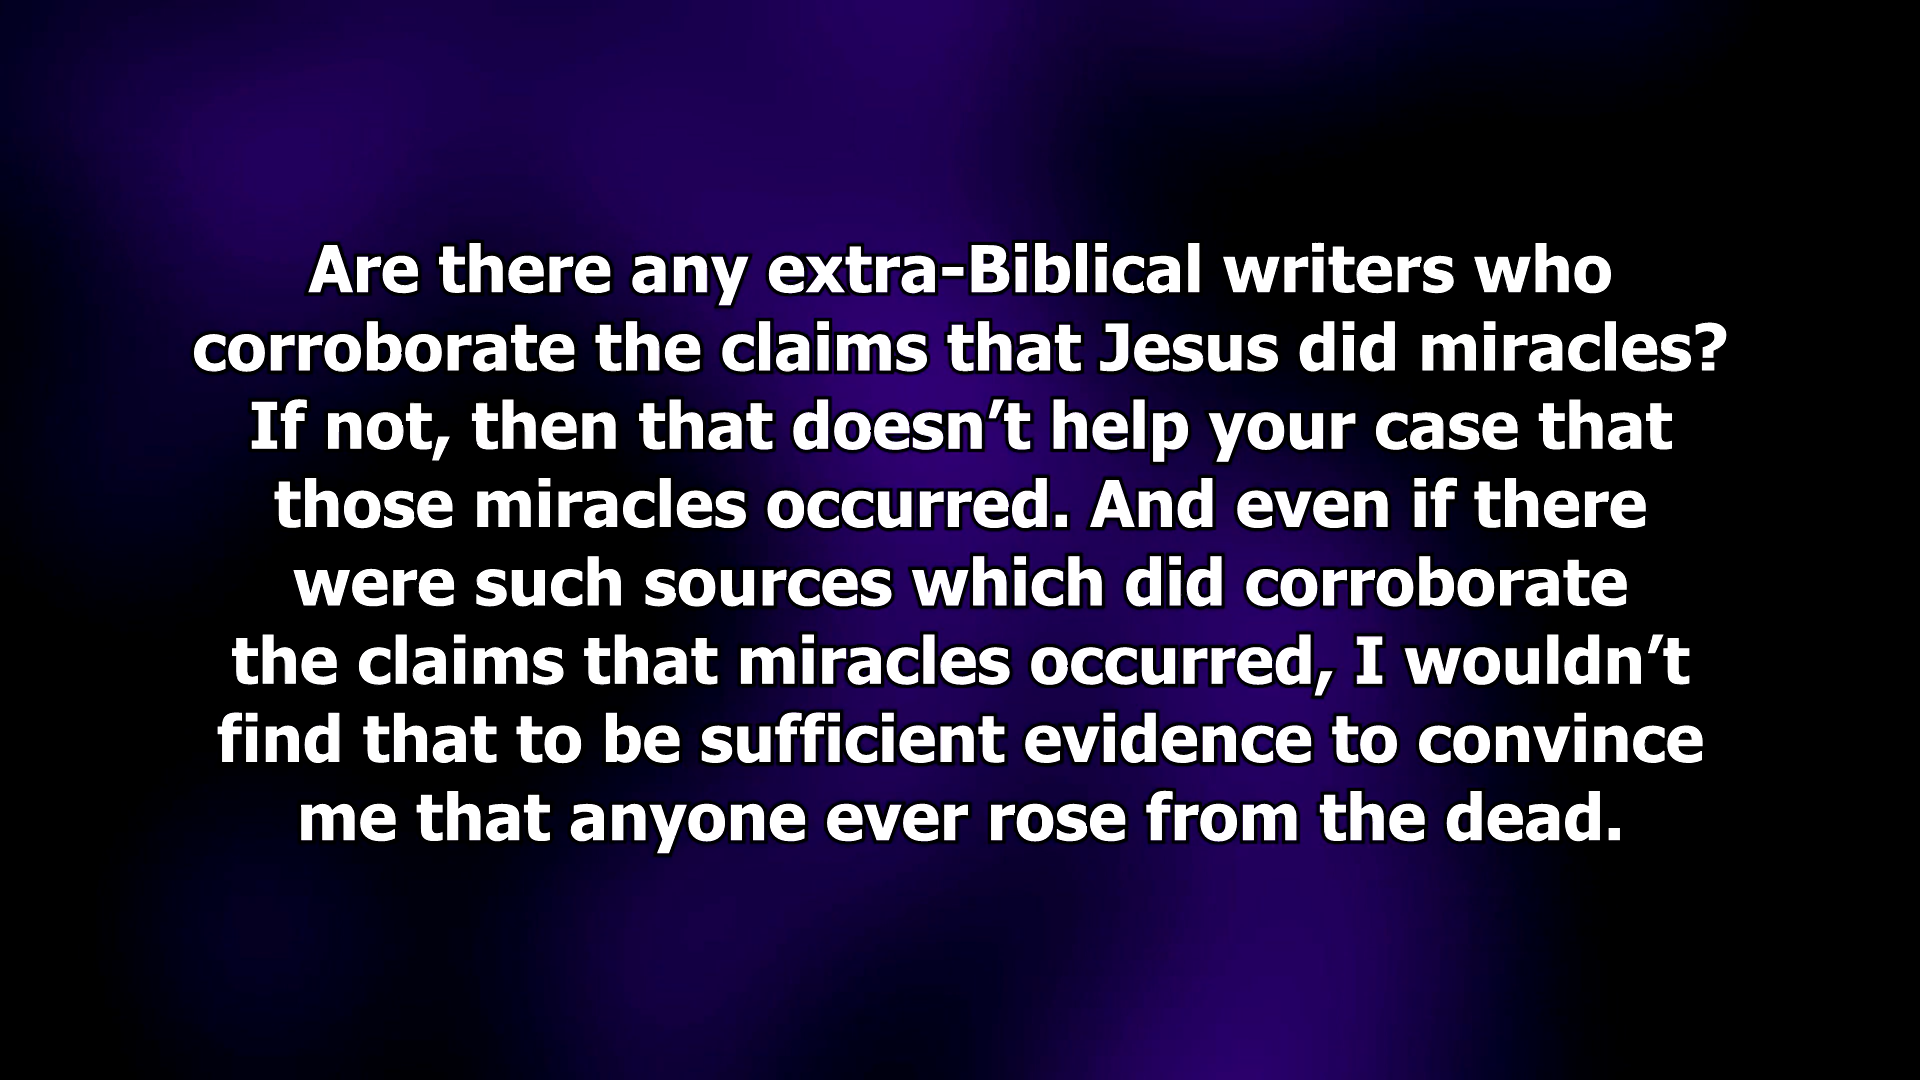 Are there any extra-Biblical writers who
corroborate the claims that Jesus did miracles?
If not, then that doesn’t help your case that
those miracles occurred. And even if there
were such sources which did corroborate
the claims that miracles occurred, I wouldn’t
find that to be sufficient evidence to convince
me that anyone ever rose from the dead.